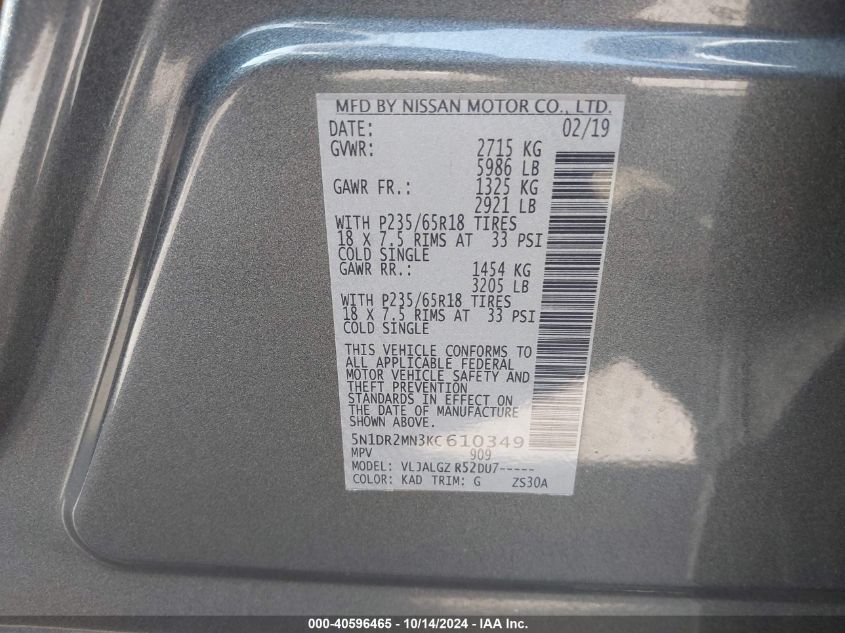 MFD BY NISSAN MOTOR CO., LTD.
DATE: 02/19
GVWR: 2715 KG
5986 LB
GAWR FR.: 1325 KG
2921 LB
WITH P235/65R18 TIRES
18 X 7.5 RIMS AT 33 PSI
COLD SINGLE
GAWR RR.: 1454 KG
3205 LB
WITH P235/65R18 TIRES
18 X 7.5 RIMS AT 33 PSI
COLD SINGLE
THIS VEHICLE CONFORMS TO
ALL APPLICABLE FEDERAL
MOTOR VEHICLE SAFETY AND
THEFT PREVENTION
STANDARDS IN EFFECT ON
THE DATE OF MANUFACTURE
SHOWN ABOVE.
5N1DR2MN3KC610349
MPV 909
MODEL: VLJALGZ R52DU7-----
COLOR: KAD TRIM: G ZS30A
000-40596465 - 10/14/2024 - IAA Inc.